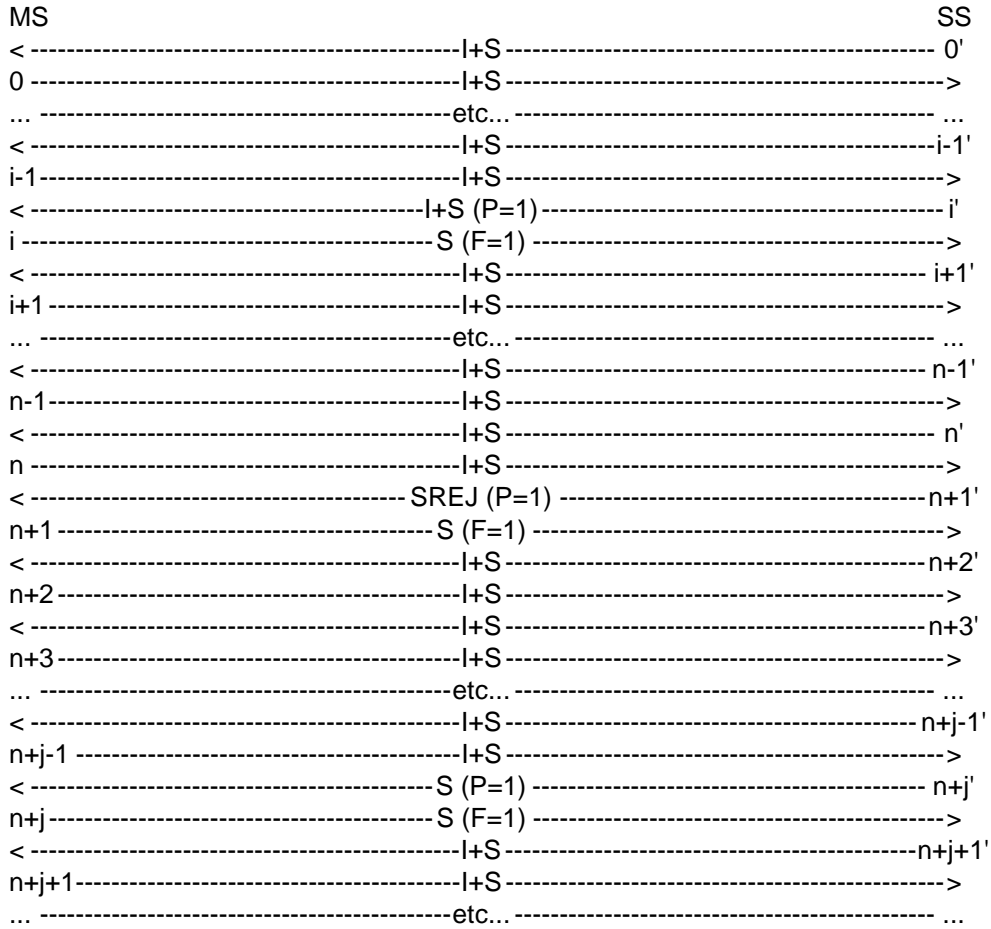 MS SS
< ------------------------------------------------I+S ------------------------------------------------ 0'
0 ------------------------------------------------I+S ------------------------------------------------->
... ----------------------------------------------etc... ----------------------------------------------- ...
< ------------------------------------------------I+S ------------------------------------------------i-1'
i-1-----------------------------------------------I+S ------------------------------------------------->
< --------------------------------------------I+S (P=1) --------------------------------------------- i'
i ---------------------------------------------- S (F=1) ---------------------------------------------->
< ------------------------------------------------I+S ----------------------------------------------- i+1'
i+1 ----------------------------------------------I+S ------------------------------------------------->
... ----------------------------------------------etc... ----------------------------------------------- ...
< ------------------------------------------------I+S ----------------------------------------------- n-1'
n-1-----------------------------------------------I+S ------------------------------------------------->
< ------------------------------------------------I+S ------------------------------------------------ n'
n ------------------------------------------------I+S ------------------------------------------------->
< ------------------------------------------ SREJ (P=1) -----------------------------------------n+1'
n+1------------------------------------------- S (F=1) ---------------------------------------------->
< ------------------------------------------------I+S -----------------------------------------------n+2'
n+2-----------------------------------------------I+S ------------------------------------------------->
< ------------------------------------------------I+S -----------------------------------------------n+3'
n+3-----------------------------------------------I+S ------------------------------------------------->
... ----------------------------------------------etc... ----------------------------------------------- ...
< ------------------------------------------------I+S ---------------------------------------------- n+j-1'
n+j-1 --------------------------------------------I+S ------------------------------------------------->
< --------------------------------------------- S (P=1) -------------------------------------------- n+j'
n+j-------------------------------------------- S (F=1) ---------------------------------------------->
< ------------------------------------------------I+S ----------------------------------------------n+j+1'
n+j+1---------------------------------------------I+S ------------------------------------------------->
... ----------------------------------------------etc... ----------------------------------------------- ...